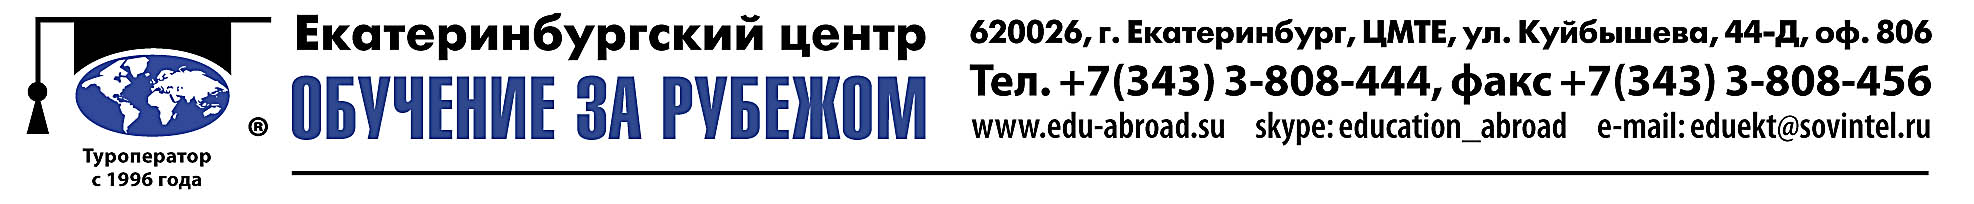 Екатеринбургский центр
ОБУЧЕНИЕ ЗА РУБЕЖОМ
®
Туроператор
с 1996 года
620026, г. Екатеринбург, ЦМТЕ, ул. Куйбышева, 44-Д, оф. 806
Тел. +7(343) 3-808-444, факс +7(343) 3-808-456
www.edu-abroad.su skype: education_abroad e-mail: eduekt@sovintel.ru